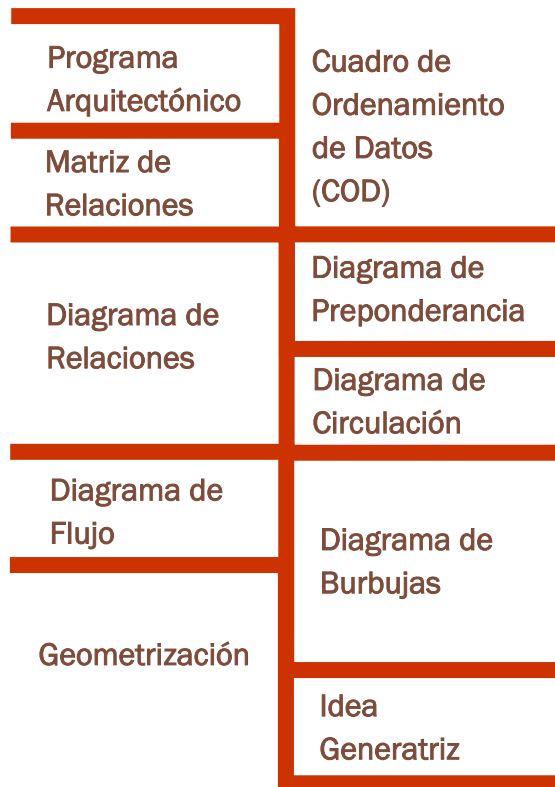 Programa
Arquitectónico
Cuadro de
Ordenamiento
de Datos
(COD)
Matriz de
Relaciones
Diagrama de
Relaciones
Diagrama de
Preponderancia
Diagrama de
Circulación
Diagrama de
Flujo
Diagrama de
Burbujas
Geometrización
Idea
Generatriz